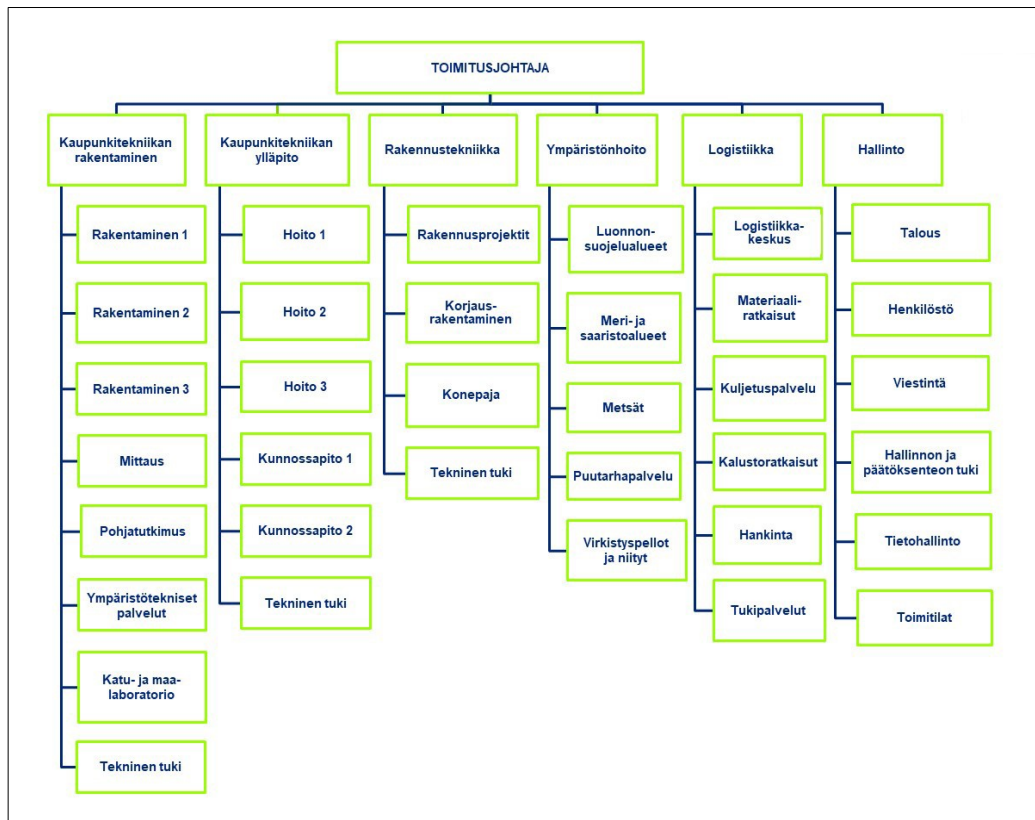 TOIMITUSJOHTAJA
Kaupunkitekniikan
rakentaminen
Rakentaminen 1
Rakentaminen 2
Rakentaminen 3
Mittaus
Pohjatutkimus
Ympäristötekniset
palvelut
Katu- ja maa-
laboratorio
Tekninen tuki
Kaupunkitekniikan
ylläpito
Hoito 1
Hoito 2
Hoito 3
Kunnossapito 1
Kunnossapito 2
Tekninen tuki
Rakennustekniikka
Rakennusprojektit
Korjaus-
rakentaminen
Konepaja
Tekninen tuki
Ympäristönhoito
Luonnon-
suojelualueet
Meri- ja
saaristoalueet
Metsät
Puutarhapalvelu
Virkistyspellot
ja niityt
Logistiikka
Logistiikka-
keskus
Materiaali-
ratkaisut
Kuljetuspalvelu
Kalustoratkaisut
Hankinta
Tukipalvelut
Hallinto
Talous
Henkilöstö
Viestintä
Hallinnon ja
päätöksenteon tuki
Tietohallinto
Toimitilat